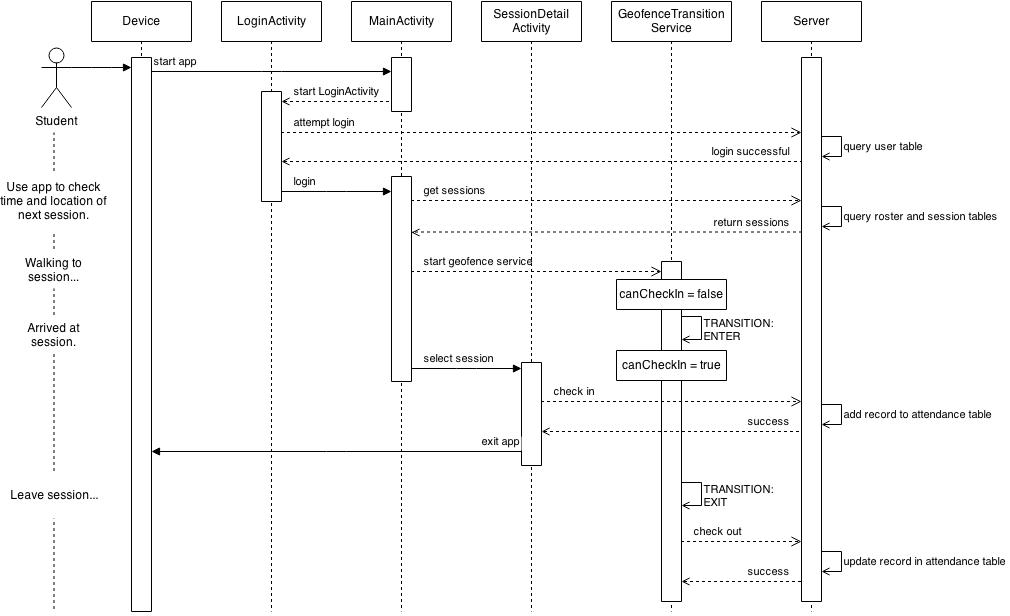 Device
LoginActivity
MainActivity
SessionDetail
Activity
GeofenceTransition
Service
Server
start app
start LoginActivity
Student
attempt login
query user table
login successful
Use app to check
time and location of
next session.
login
get sessions
query roster and session tables
return sessions
Walking to
session...
start geofence service
canCheckIn = false
Arrived at
session.
TRANSITION:
ENTER
select session
canCheckIn = true
check in
add record to attendance table
success
exit app
Leave session...
TRANSITION:
EXIT
check out
update record in attendance table
success